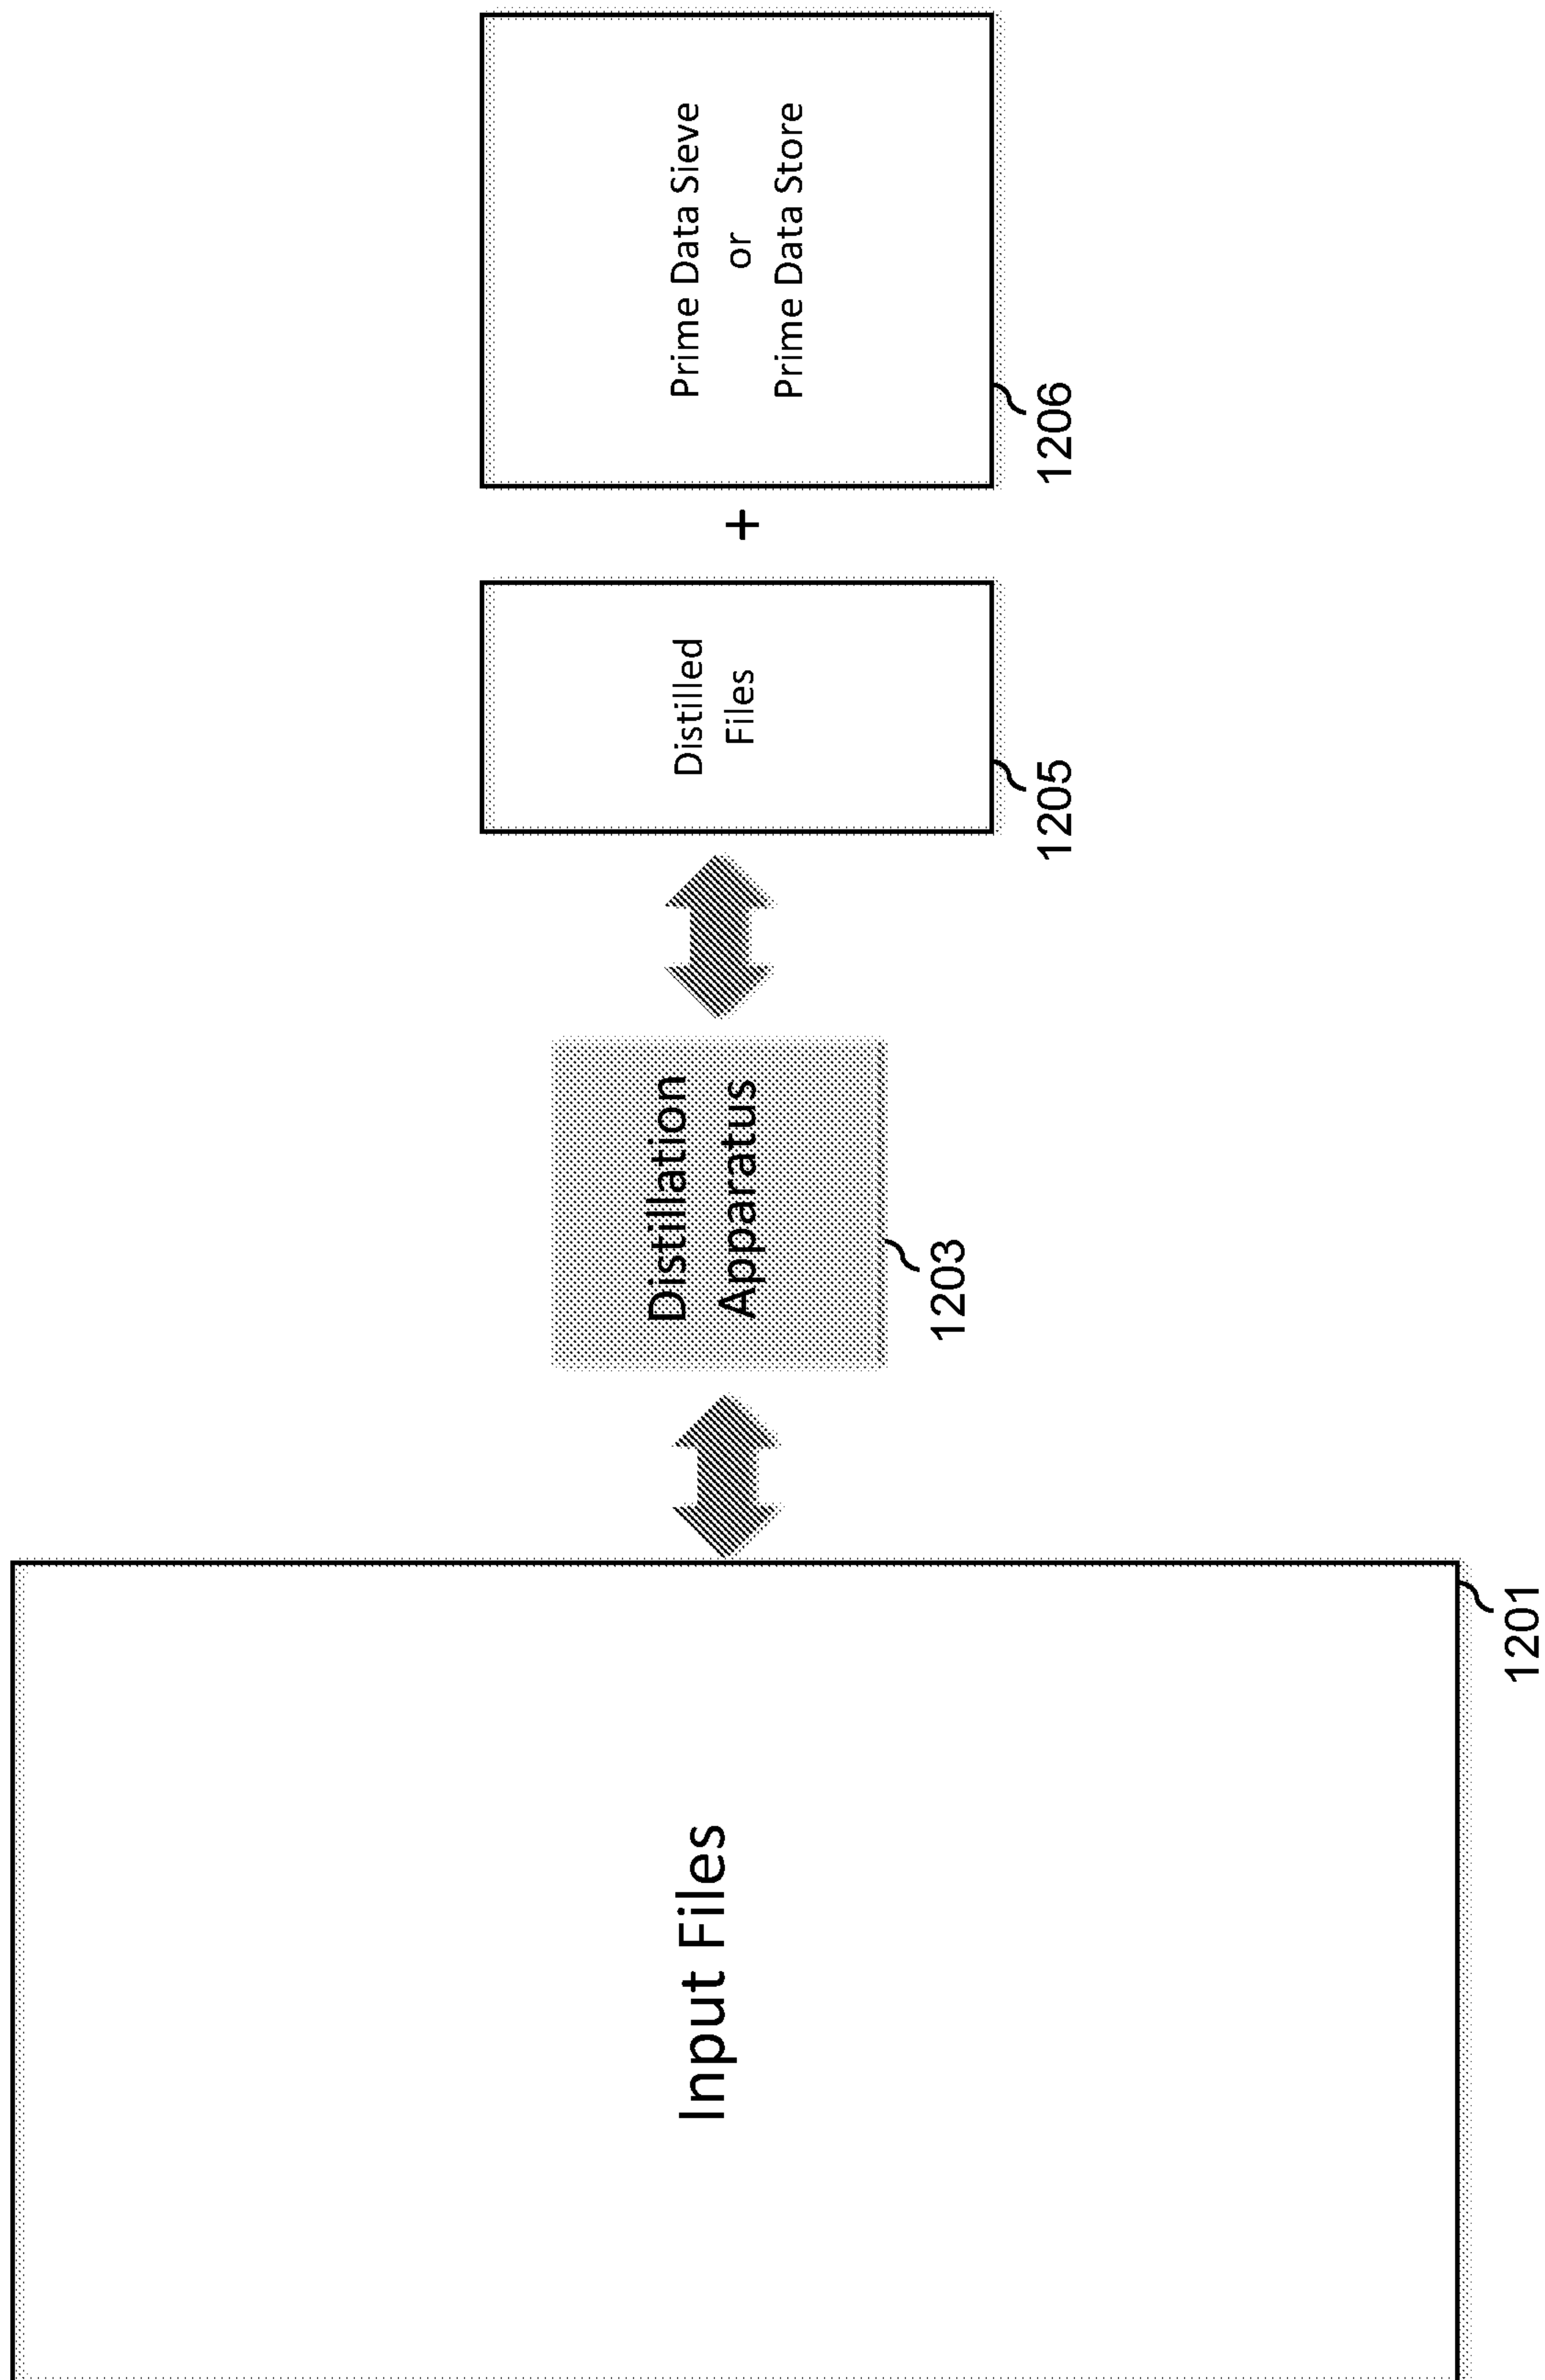 Input Files
1201
Distillation
Apparatus
1203
Distilled
Files
1205
+
Prime Data Sieve
or
Prime Data Store
1206